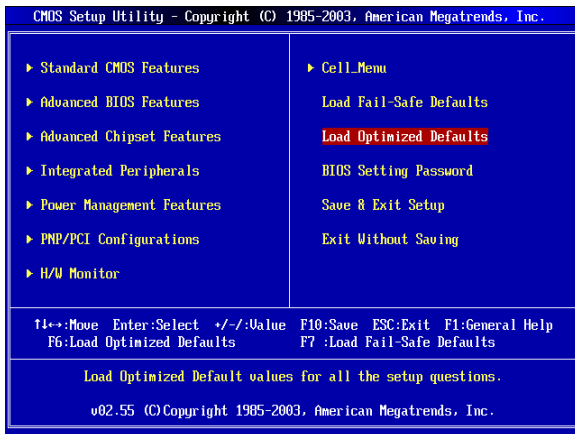 CMOS Setup Utility - Copyright (C) 1985-2003, American Megatrends, Inc.
▶ Standard CMOS Features
▶ Advanced BIOS Features
▶ Advanced Chipset Features
▶ Integrated Peripherals
▶ Power Management Features
▶ PNP/PCI Configurations
▶ H/W Monitor
▶ Cell_Menu
Load Fail-Safe Defaults
Load Optimized Defaults
BIOS Setting Password
Save & Exit Setup
Exit Without Saving
↑↓↔:Move Enter:Select +/-/:Value F10:Save ESC:Exit F1:General Help
F6:Load Optimized Defaults F7 :Load Fail-Safe Defaults
Load Optimized Default values for all the setup questions.
v02.55 (C)Copyright 1985-2003, American Megatrends, Inc.